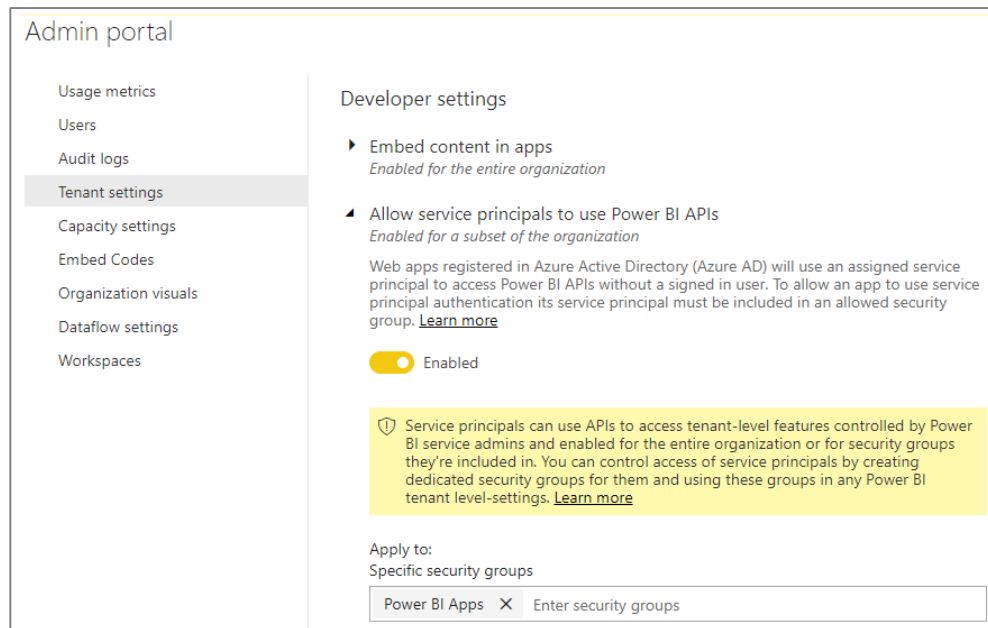 Admin portal
Usage metrics
Users
Audit logs
Tenant settings
Capacity settings
Embed Codes
Organization visuals
Dataflow settings
Workspaces
Developer settings
Embed content in apps
Enabled for the entire organization
Allow service principals to use Power BI APIs
Enabled for a subset of the organization
Web apps registered in Azure Active Directory (Azure AD) will use an assigned service
principal to access Power BI APIs without a signed in user. To allow an app to use service
principal authentication its service principal must be included in an allowed security
group. Learn more
Enabled
Service principals can use APIs to access tenant-level features controlled by Power
BI service admins and enabled for the entire organization or for security groups
they're included in. You can control access of service principals by creating
dedicated security groups for them and using these groups in any Power BI
tenant level-settings. Learn more
Apply to:
Specific security groups
Power BI Apps X Enter security groups